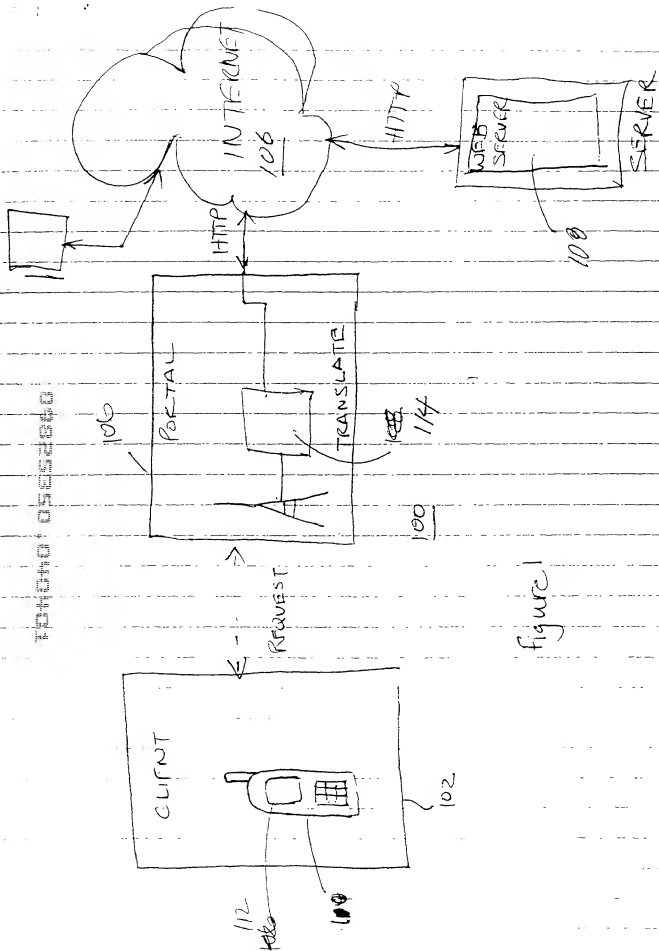 CLIENT
112
102
REQUEST
106
PORTAL
TRANSLATE
114
100
HTTP
INTERNET
106
HTTP
WEB
SERVER
108
SERVER
figure 1